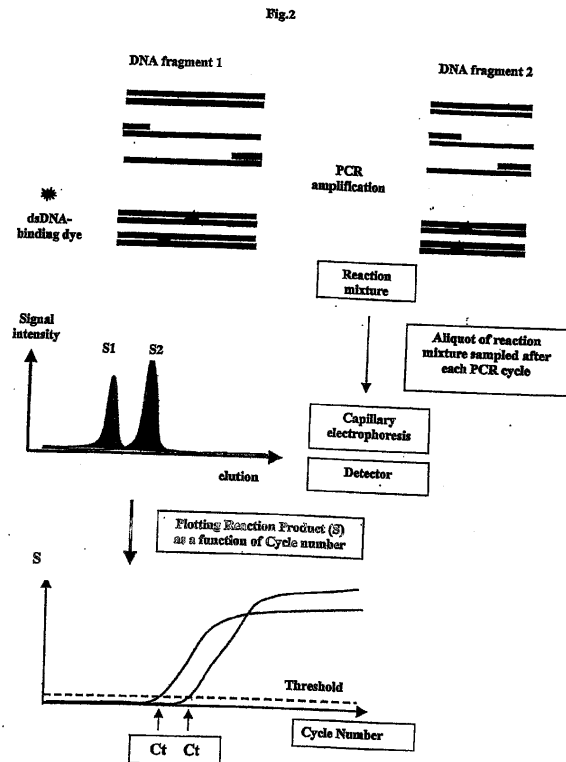 Fig.2
DNA fragment 1
DNA fragment 2
PCR
amplification
dsDNA-
binding dye
Reaction
mixture
Signal
intensity
S1
S2
Aliquot of reaction
mixture sampled after
each PCR cycle
Capillary
electrophoresis
elution
Detector
Plotting Reaction Product (S)
as a function of Cycle number
S
Threshold
Cycle Number
Ct Ct